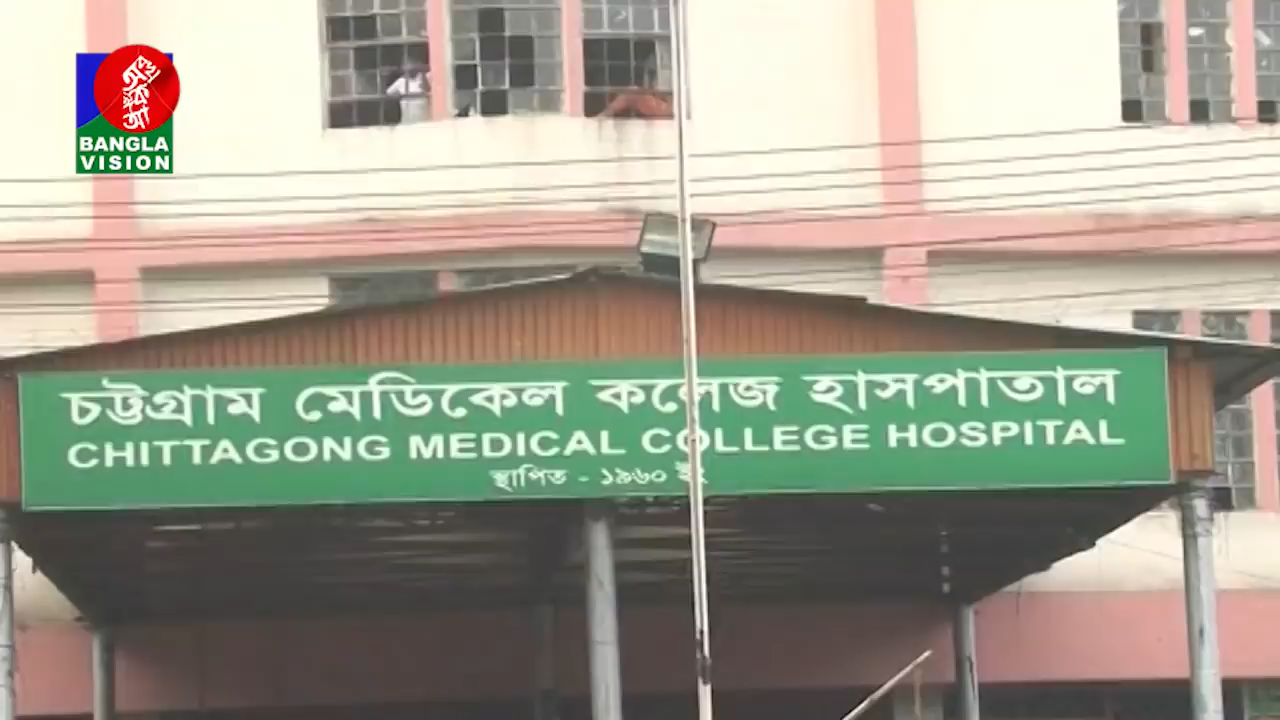 BANGLA
VISION
চট্টগ্রাম মেডিকেল কলেজ হাসপাতাল
CHITTAGONG MEDICAL COLLEGE HOSPITAL
স্থাপিত - ১৯৬০ ইং